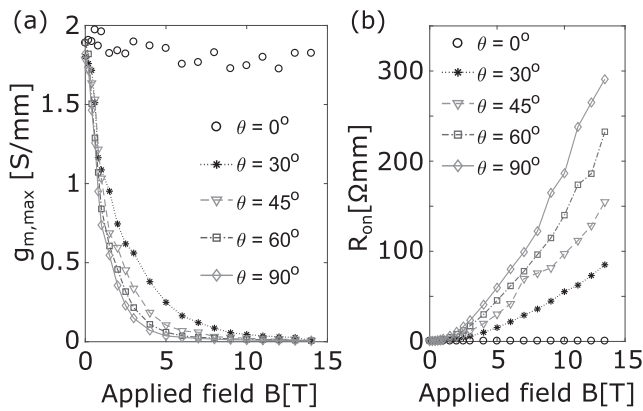 (a)
g_m,max [S/mm]
2
1.5
1
0.5
0
0 5 10 15
Applied field B[T]
θ = 0°
θ = 30°
θ = 45°
θ = 60°
θ = 90°
(b)
R_on[Ωmm]
300
200
100
0
0 5 10 15
Applied field B[T]
θ = 0°
θ = 30°
θ = 45°
θ = 60°
θ = 90°